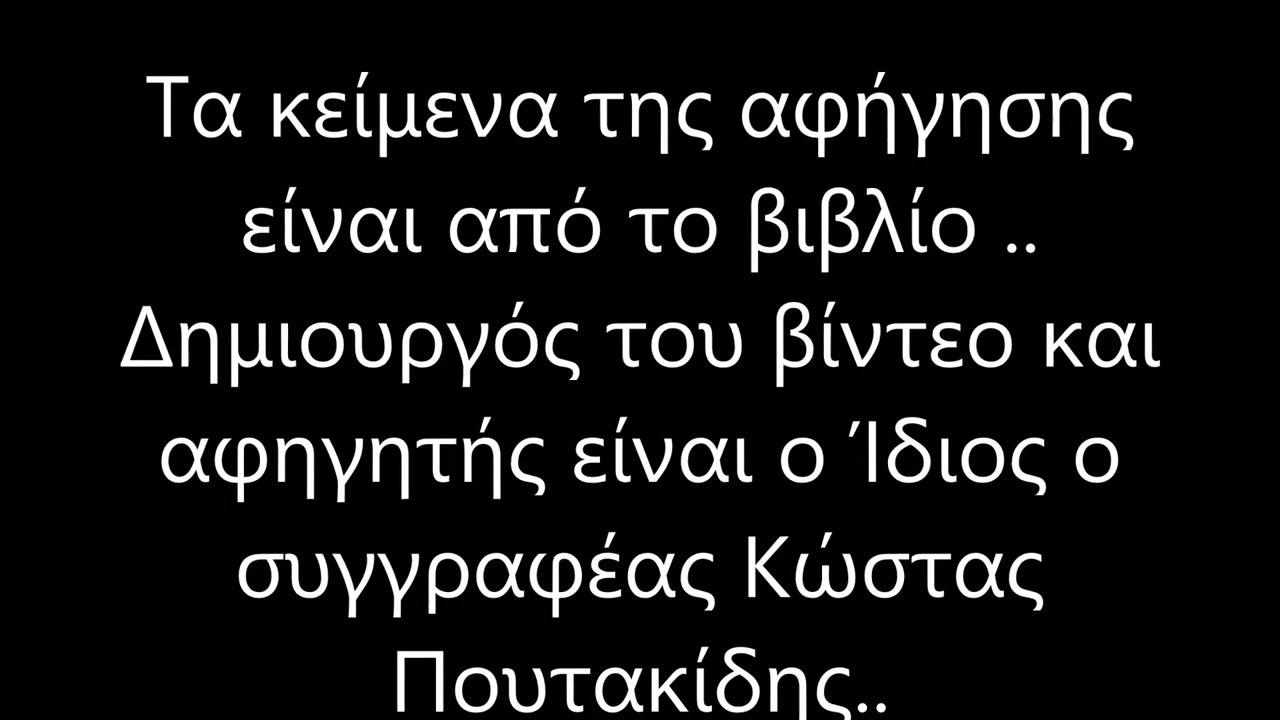 Τα κείμενα της αφήγησης
είναι από το βιβλίο ..
Δημιουργός του βίντεο και
αφηγητής είναι ο Ίδιος ο
συγγραφέας Κώστας
Πουτακίδης..